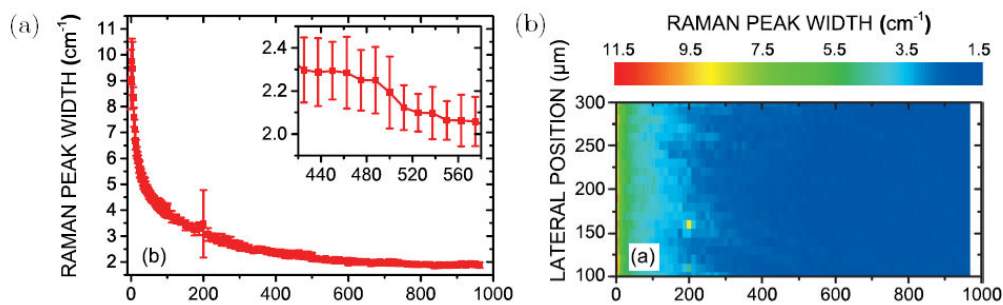 (a)
RAMAN PEAK WIDTH (cm⁻¹)
11
10
9
8
7
6
5
4
3
2
2.4
2.2
2.0
440 480 520 560
(b)
0 200 400 600 800 1000
(b)
RAMAN PEAK WIDTH (cm⁻¹)
11.5 9.5 7.5 5.5 3.5 1.5
LATERAL POSITION (µm)
300
250
200
150
100
(a)
0 200 400 600 800 1000